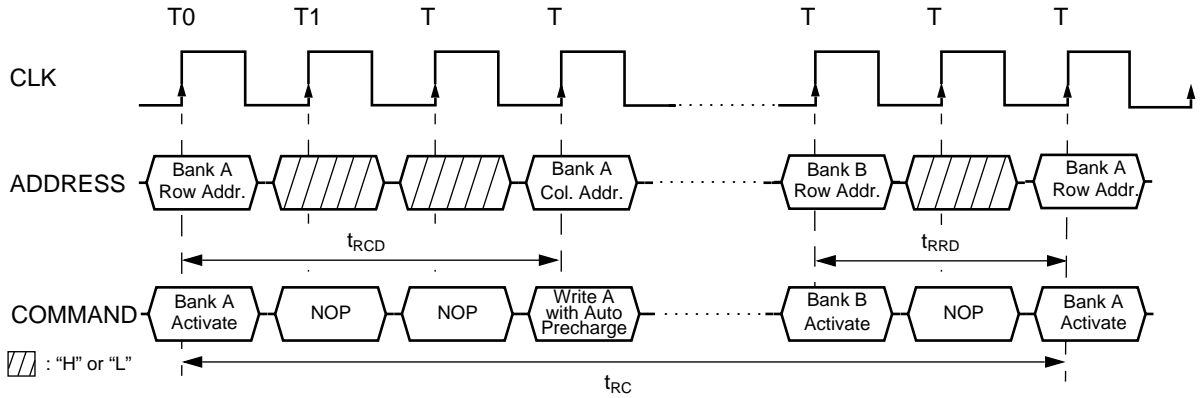 T0 T1 T T T T T
CLK
ADDRESS
Bank A
Row Addr.
Bank A
Col. Addr.
Bank B
Row Addr.
Bank A
Row Addr.
tRCD
tRRD
COMMAND
Bank A
Activate
NOP
NOP
Write A
with Auto
Precharge
Bank B
Activate
NOP
Bank A
Activate
: “H” or “L”
tRC